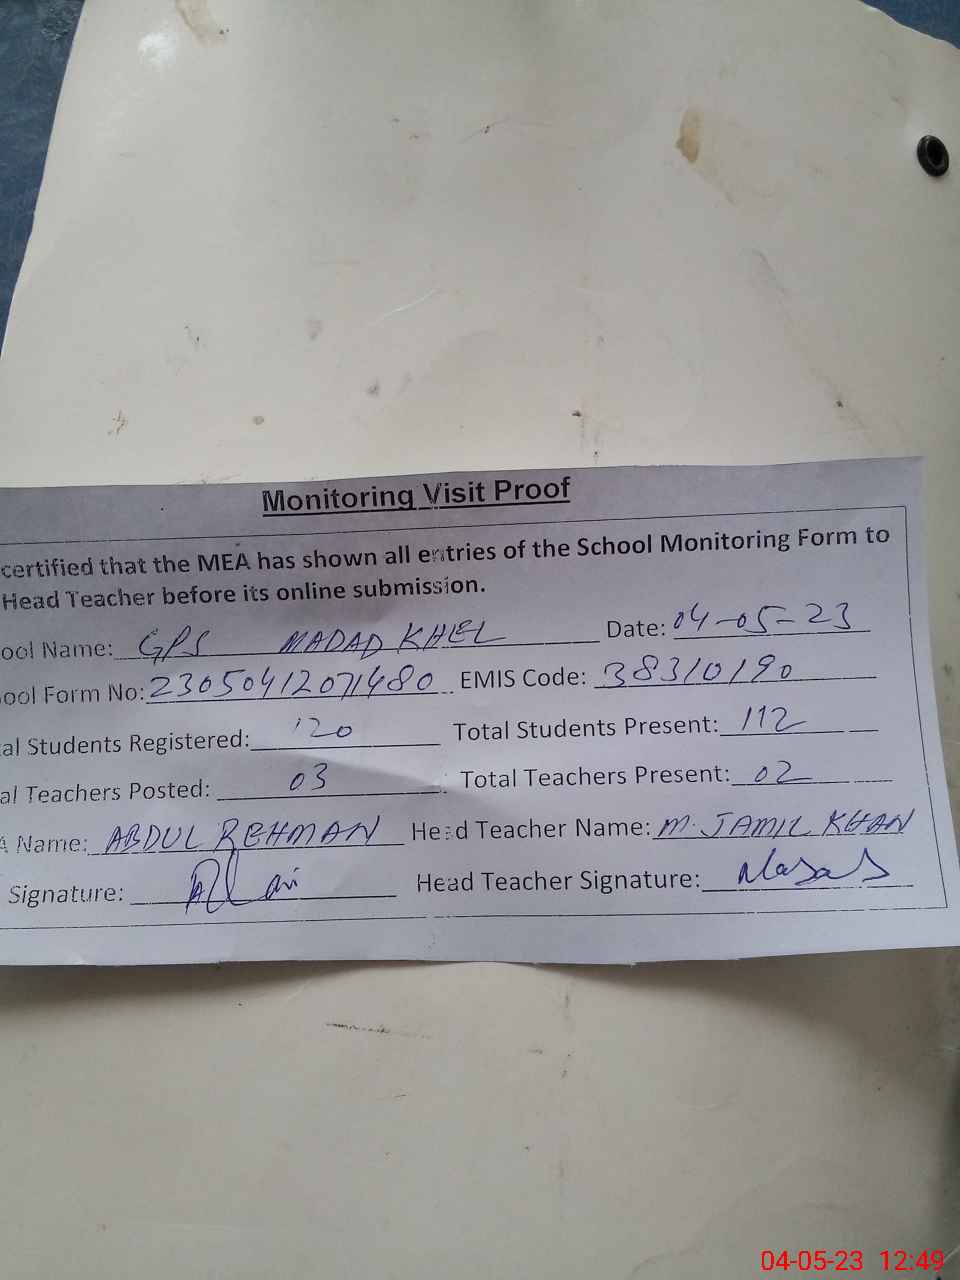 Monitoring Visit Proof
certified that the MEA has shown all entries of the School Monitoring Form to
Head Teacher before its online submission.
ool Name: GPS MADAD KHEL Date: 04-05-23
ool Form No: 23050412071480 EMIS Code: 38310190
al Students Registered: 120 Total Students Present: 112
al Teachers Posted: 03 Total Teachers Present: 02
A Name: ABDUL REHMAN Head Teacher Name: M. JAMIL KHAN
Signature: Head Teacher Signature:
04-05-23 12:49